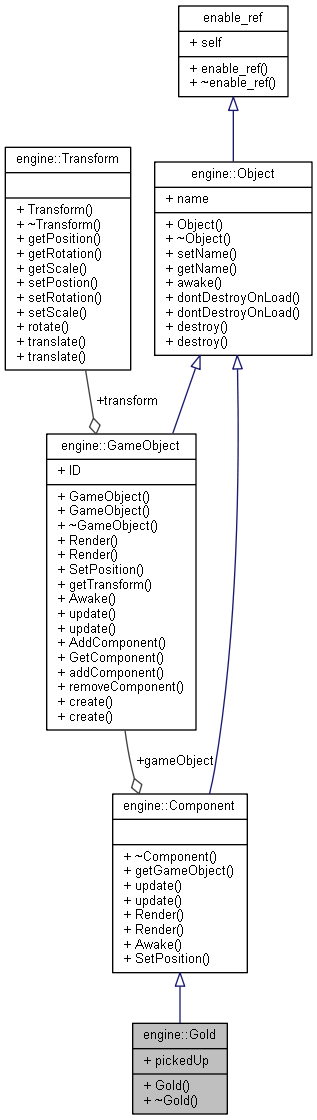 enable_ref
+ self
+ enable_ref()
+ ~enable_ref()
engine::Transform
+ Transform()
+ ~Transform()
+ getPosition()
+ getRotation()
+ getScale()
+ setPostion()
+ setRotation()
+ setScale()
+ rotate()
+ translate()
+ translate()
engine::Object
+ name
+ Object()
+ ~Object()
+ setName()
+ getName()
+ awake()
+ dontDestroyOnLoad()
+ dontDestroyOnLoad()
+ destroy()
+ destroy()
+transform
engine::GameObject
+ ID
+ GameObject()
+ GameObject()
+ ~GameObject()
+ Render()
+ Render()
+ SetPosition()
+ getTransform()
+ Awake()
+ update()
+ update()
+ AddComponent()
+ GetComponent()
+ addComponent()
+ removeComponent()
+ create()
+ create()
+gameObject
engine::Component
+ ~Component()
+ getGameObject()
+ update()
+ update()
+ Render()
+ Render()
+ Awake()
+ SetPosition()
engine::Gold
+ pickedUp
+ Gold()
+ ~Gold()